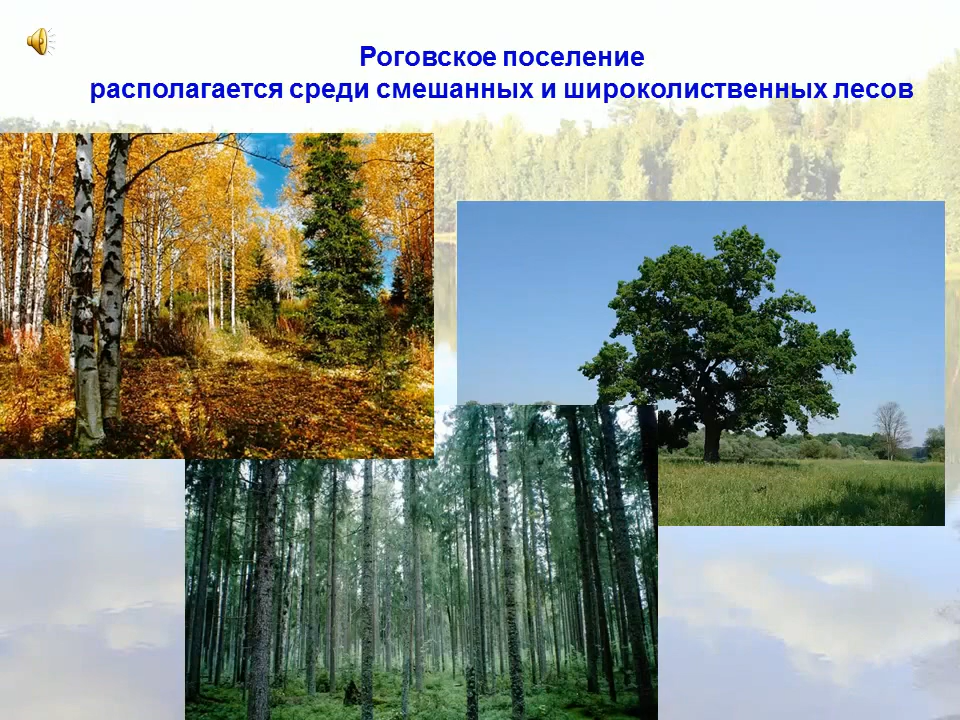 Роговское поселение
располагается среди смешанных и широколиственных лесов